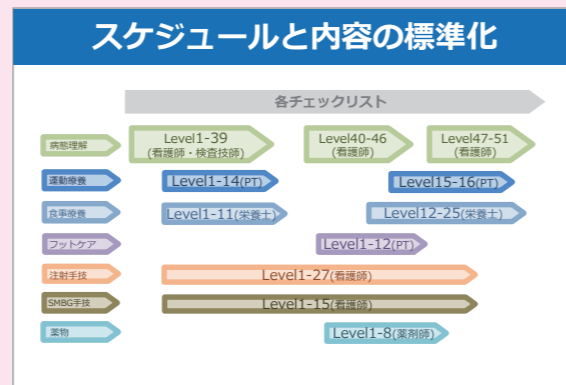 スケジュールと内容の標準化
各チェックリスト
病態理解
Level1-39
(看護師・検査技師)
Level40-46
(看護師)
Level47-51
(看護師)
運動療養
Level1-14(PT)
Level15-16(PT)
食事療養
Level1-11(栄養士)
Level12-25(栄養士)
フットケア
Level1-12(PT)
注射手技
Level1-27(看護師)
SMBG手技
Level1-15(看護師)
薬物
Level1-8(薬剤師)